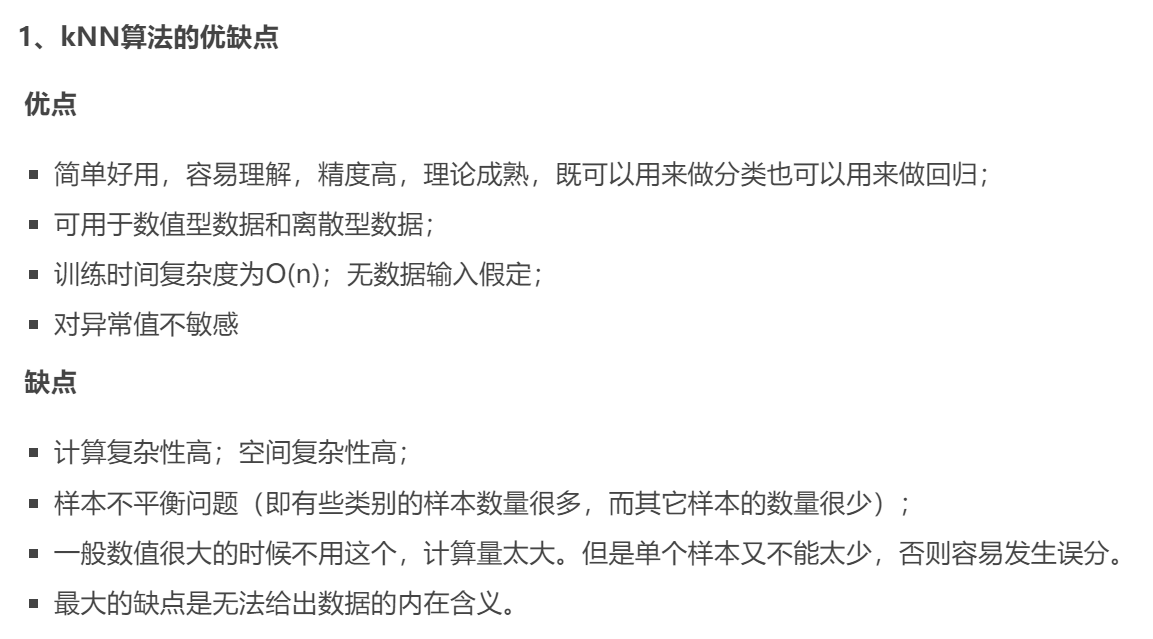 1、kNN算法的优缺点
优点
▪ 简单好用，容易理解，精度高，理论成熟，既可以用来做分类也可以用来做回归；
▪ 可用于数值型数据和离散型数据；
▪ 训练时间复杂度为O(n)；无数据输入假定；
▪ 对异常值不敏感
缺点
▪ 计算复杂性高；空间复杂性高；
▪ 样本不平衡问题（即有些类别的样本数量很多，而其它样本的数量很少）；
▪ 一般数值很大的时候不用这个，计算量太大。但是单个样本又不能太少，否则容易发生误分。
▪ 最大的缺点是无法给出数据的内在含义。